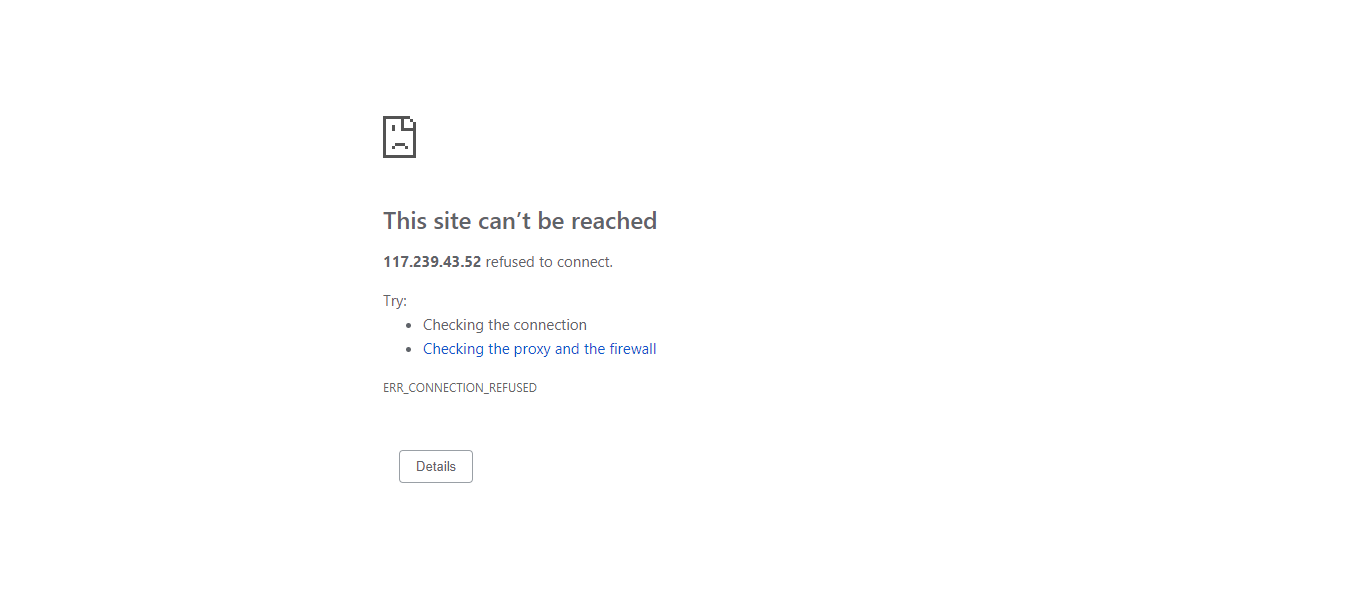 This site can’t be reached
117.239.43.52 refused to connect.
Try:
• Checking the connection
• Checking the proxy and the firewall
ERR_CONNECTION_REFUSED
Details